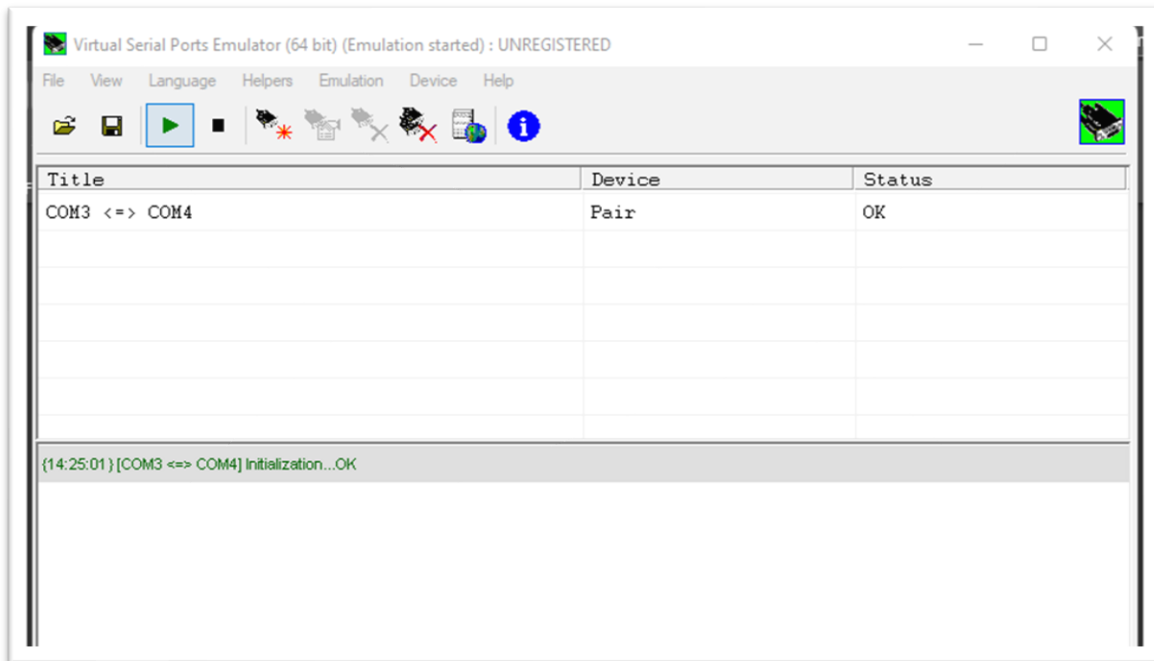 Virtual Serial Ports Emulator (64 bit) (Emulation started) : UNREGISTERED
File View Language Helpers Emulation Device Help
Title Device Status
COM3 <=> COM4 Pair OK
{14:25:01}[COM3 <=> COM4] Initialization...OK